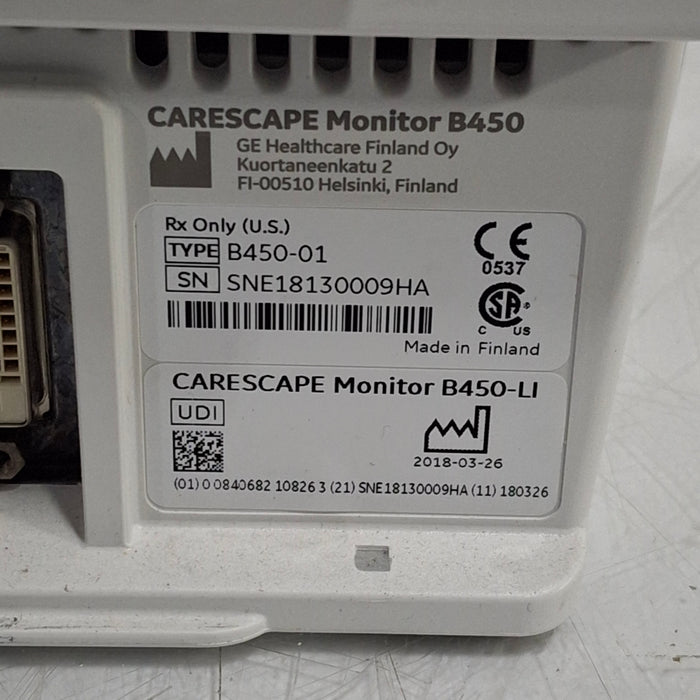 CARESCAPE Monitor B450
GE Healthcare Finland Oy
Kuortaneenkatu 2
FI-00510 Helsinki, Finland
Rx Only (U.S.)
TYPE B450-01
SN SNE18130009HA
CE
0537
SA
C US
Made in Finland
CARESCAPE Monitor B450-LI
UDI
2018-03-26
(01) 0 0840682 10826 3 (21) SNE18130009HA (11) 180326